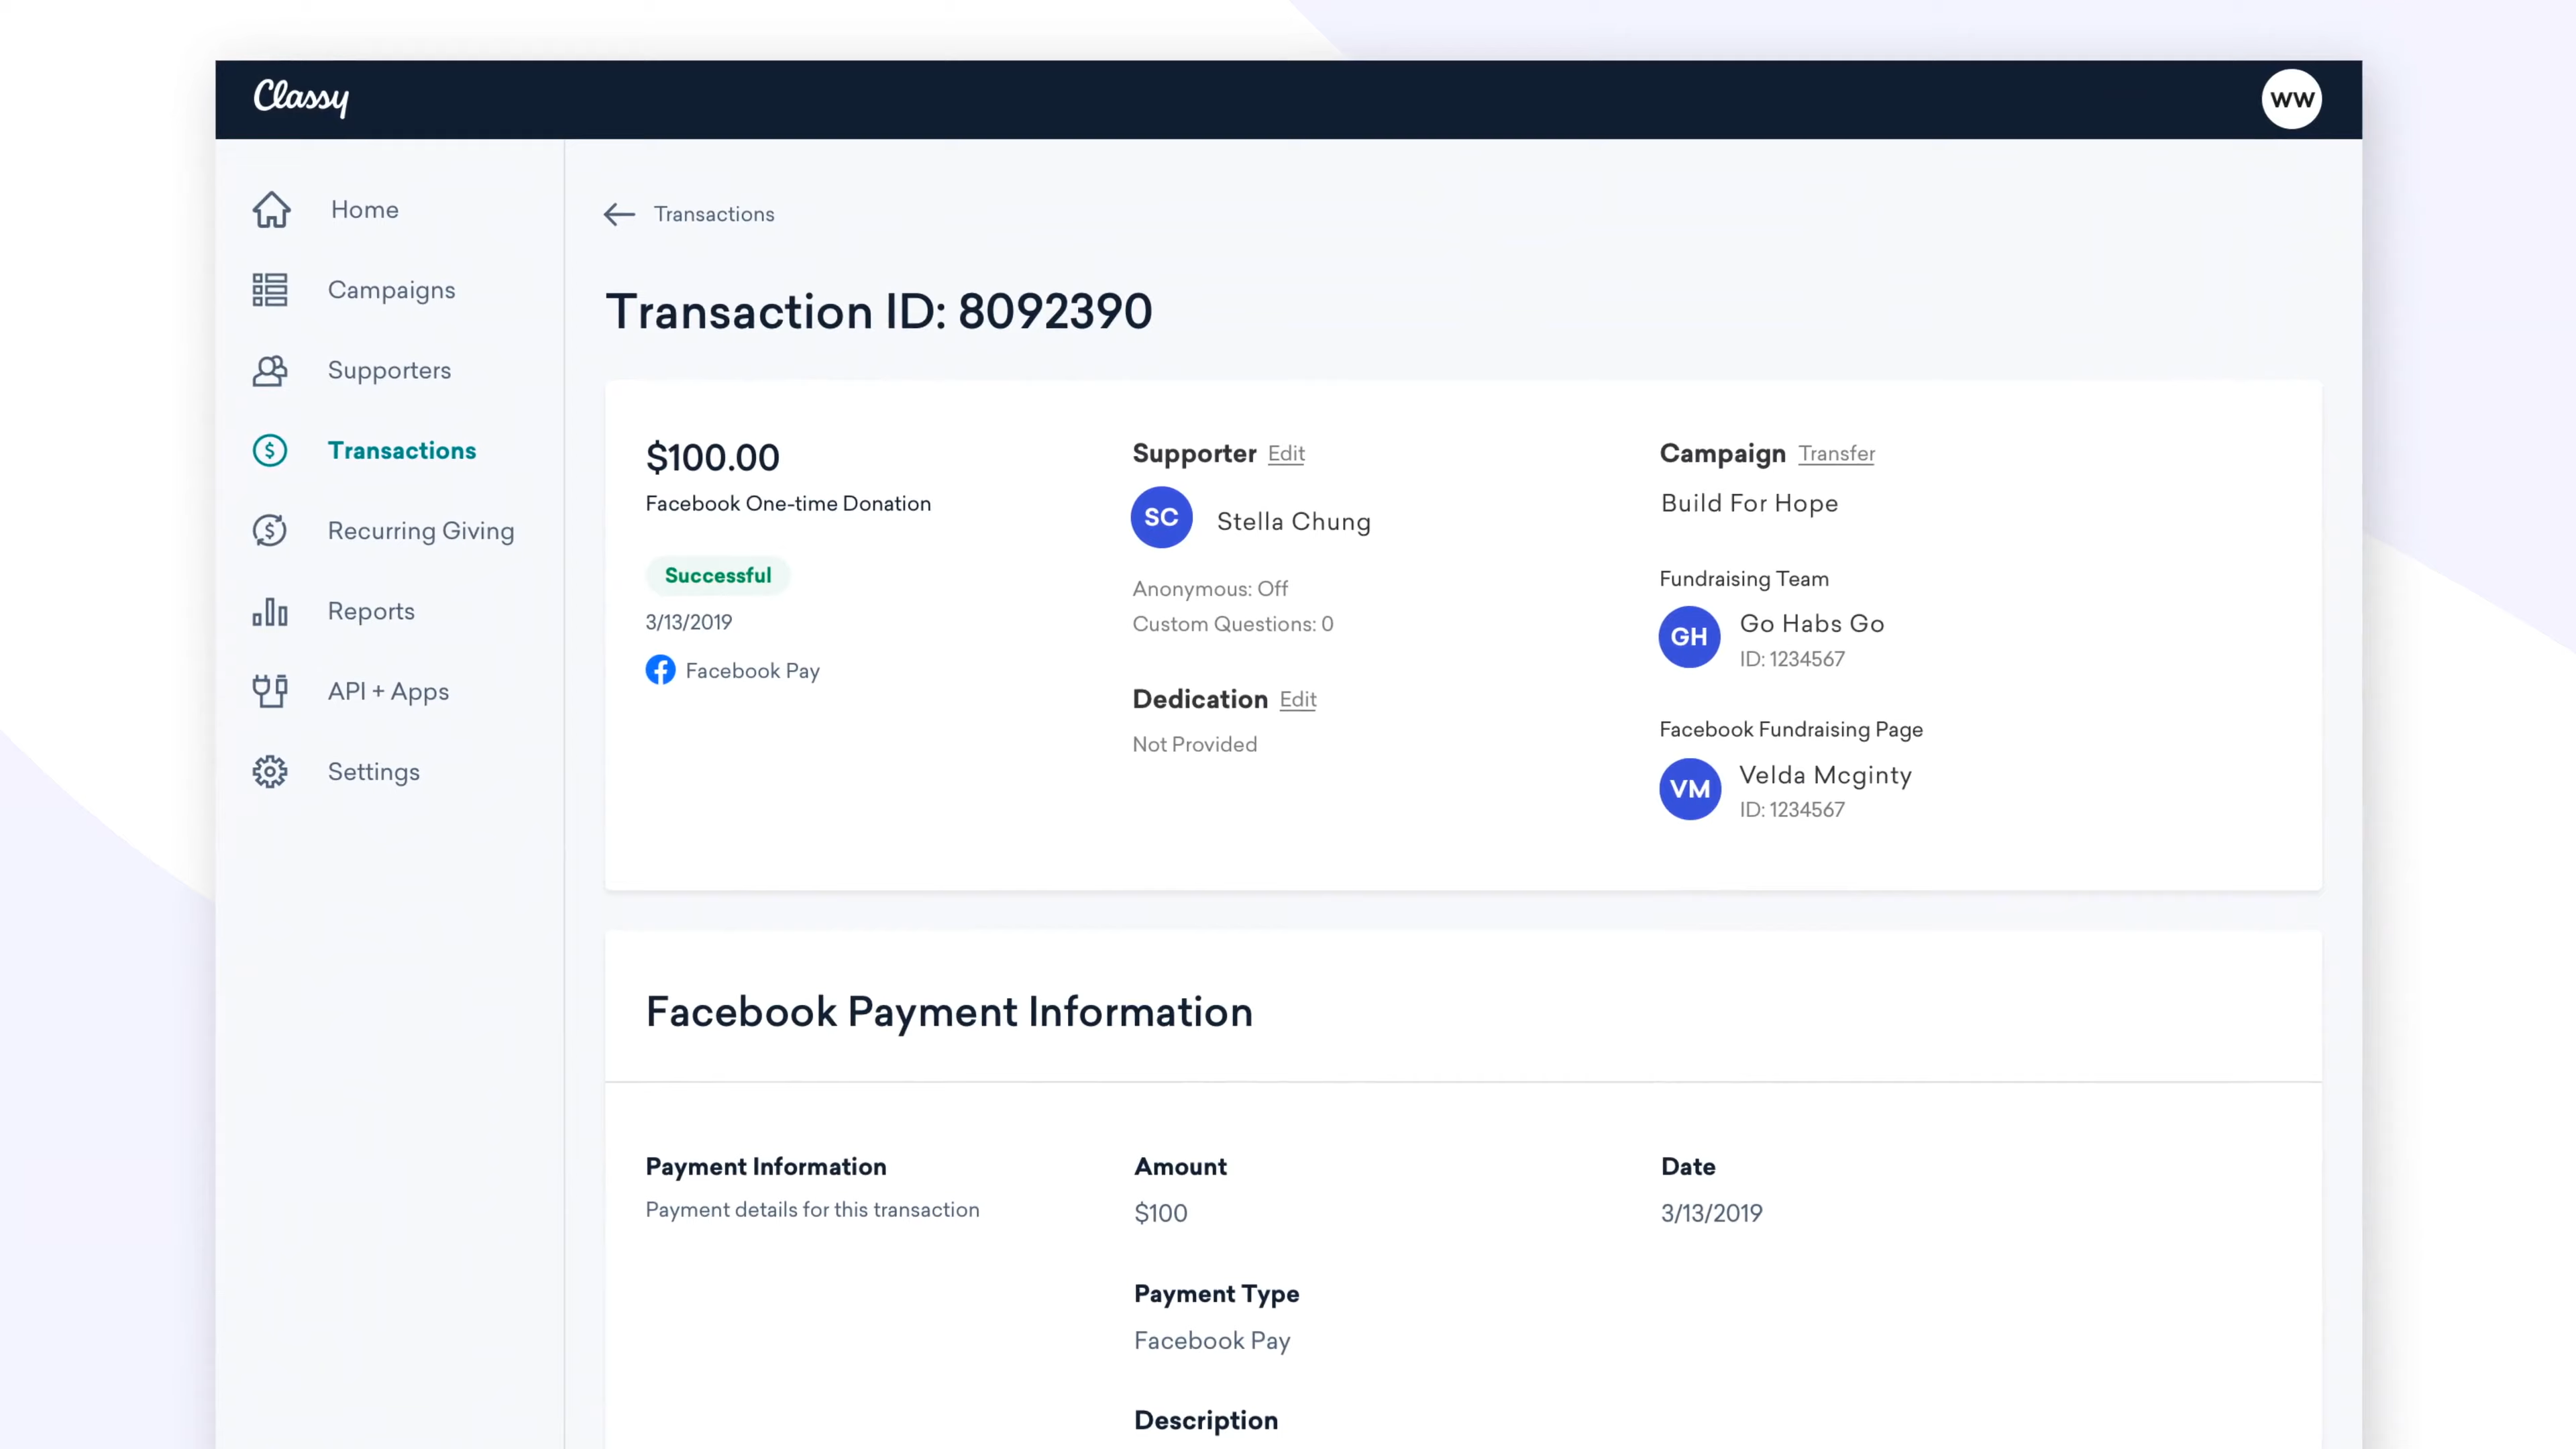 Classy
WW
Home
Campaigns
Supporters
Transactions
Recurring Giving
Reports
API + Apps
Settings
Transactions
Transaction ID: 8092390
$100.00
Facebook One-time Donation
Successful
3/13/2019
Facebook Pay
Supporter Edit
SC
Stella Chung
Anonymous: Off
Custom Questions: 0
Dedication Edit
Not Provided
Campaign Transfer
Build For Hope
Fundraising Team
GH
Go Habs Go
ID: 1234567
Facebook Fundraising Page
VM
Velda Mcginty
ID: 1234567
Facebook Payment Information
Payment Information
Payment details for this transaction
Amount
$100
Date
3/13/2019
Payment Type
Facebook Pay
Description